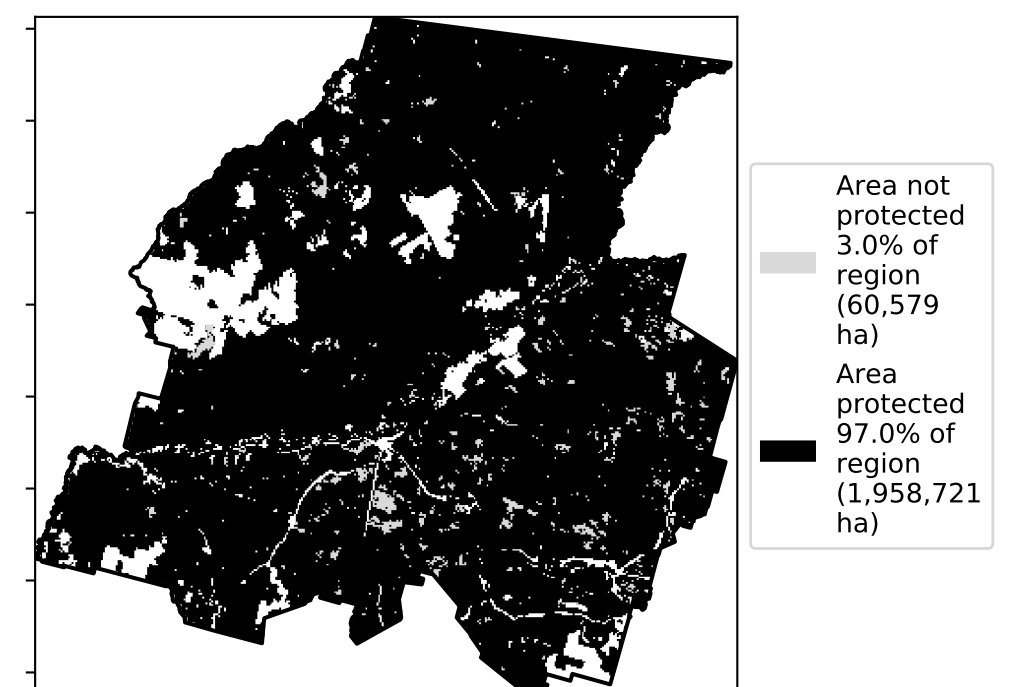 Area not
protected
3.0% of
region
(60,579
ha)
Area
protected
97.0% of
region
(1,958,721
ha)